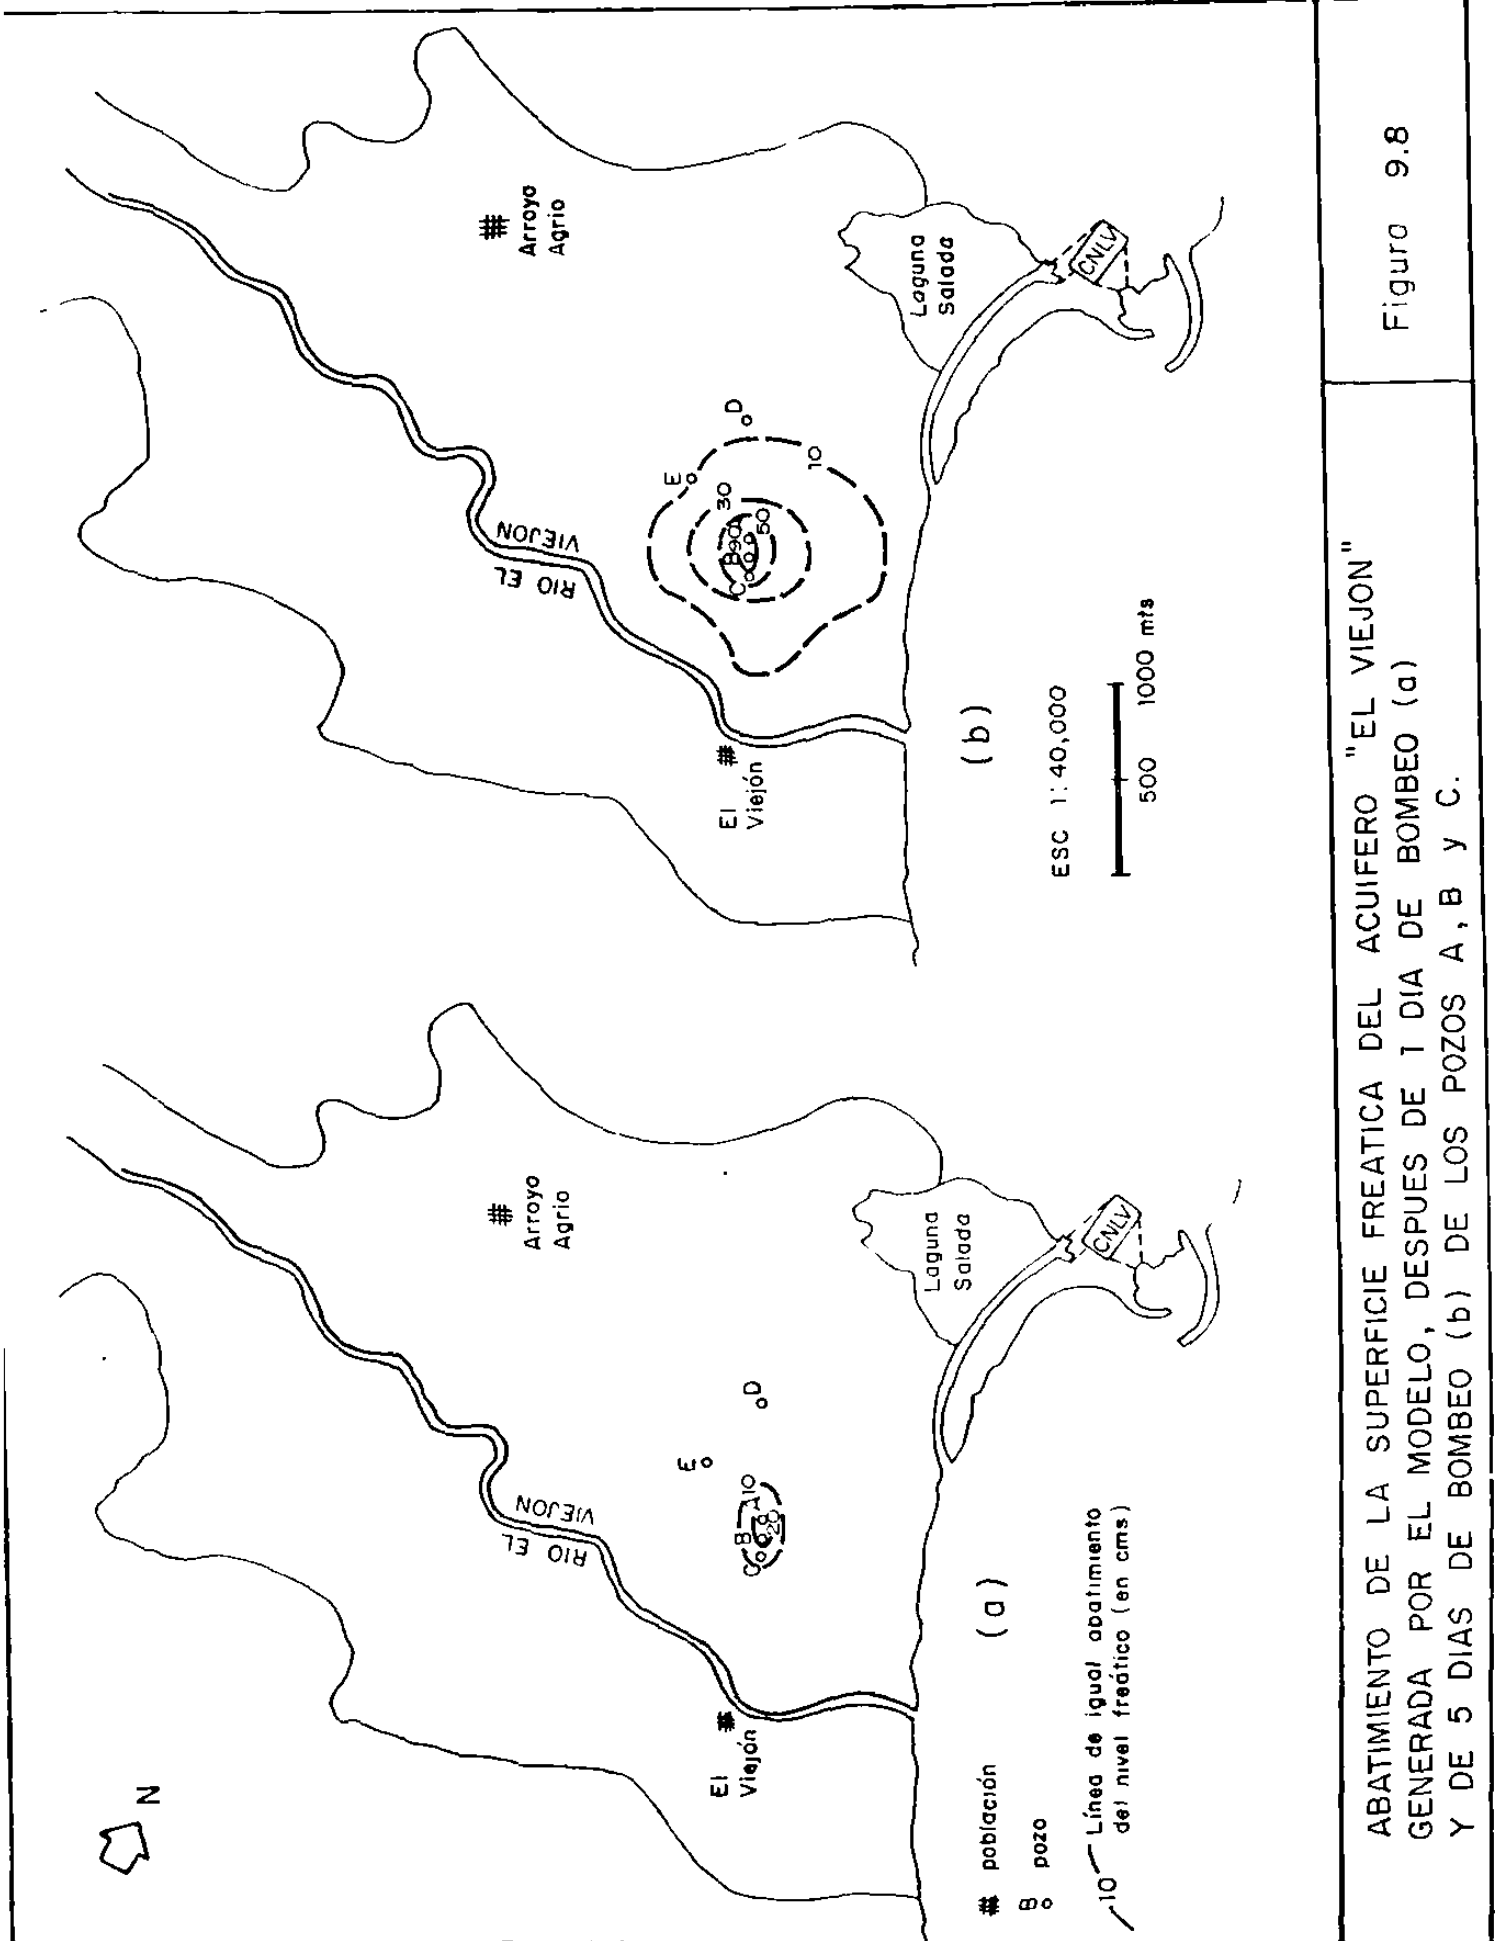 N
Arroyo
Agrio
RIO EL
VIEJON
El
Viejón
E
D
B
A
C
10
20
Laguna
Salada
CNLV
(a)
población
B pozo
10 Línea de igual abatimiento
del nivel freático (en cms)
Arroyo
Agrio
RIO EL
VIEJON
El
Viejón
E
D
B
A
C
90
50
30
10
Laguna
Salada
CNLV
(b)
ESC 1:40,000
500 1000 mts
ABATIMIENTO DE LA SUPERFICIE FREATICA DEL ACUIFERO "EL VIEJON"
GENERADA POR EL MODELO, DESPUES DE 1 DIA DE BOMBEO (a)
Y DE 5 DIAS DE BOMBEO (b) DE LOS POZOS A, B y C.
Figura 9.8